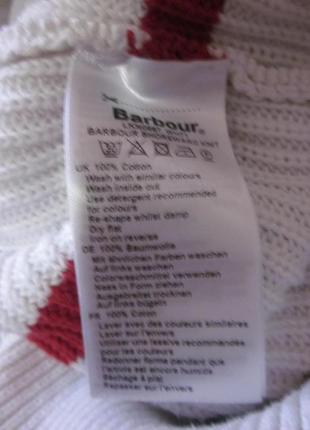 Barbour®
BARBOUR SHOREWARD KNIT
30
UK 100% Cotton
Wash with similar colours
Wash inside out
Use detergent recommended
for colours
Re-shape whilst damp
Dry flat
Iron on reverse
DE 100% Baumwolle
Mit ähnlichen Farben waschen
Auf links waschen
Colorwaschmittel verwenden
Nass in Form ziehen
Ausgebreitet trocknen
Auf links bügeln
FR 100% Coton
Laver avec des couleurs similaires
Laver sur l'envers
Utiliser une lessive recommandée
pour les couleurs
Redonner forme pendant que
l'article est encore humide
Séchage à plat
Repasser sur l'envers